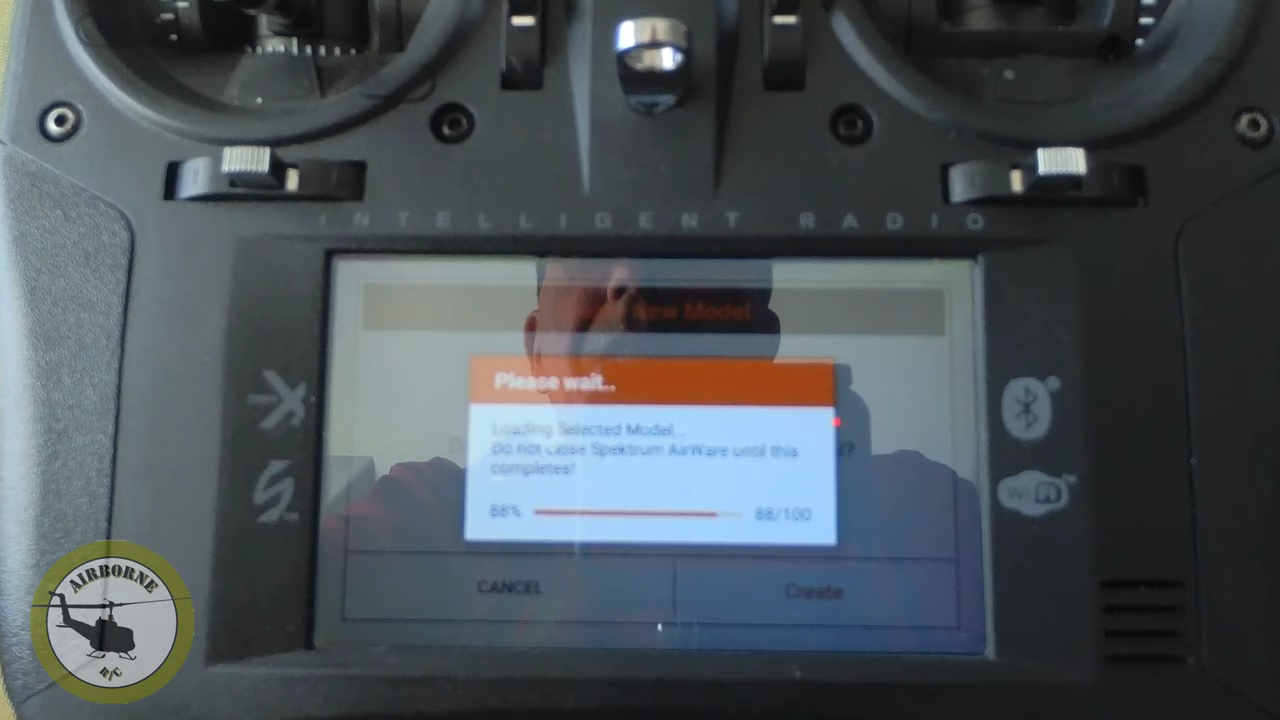 INTELLIGENT RADIO
New Model
Please wait..
Loading Selected Model...
Do not Close Spektrum AirWare until this
completes!
88% 88/100
CANCEL Create
AIRBORNE
R/C